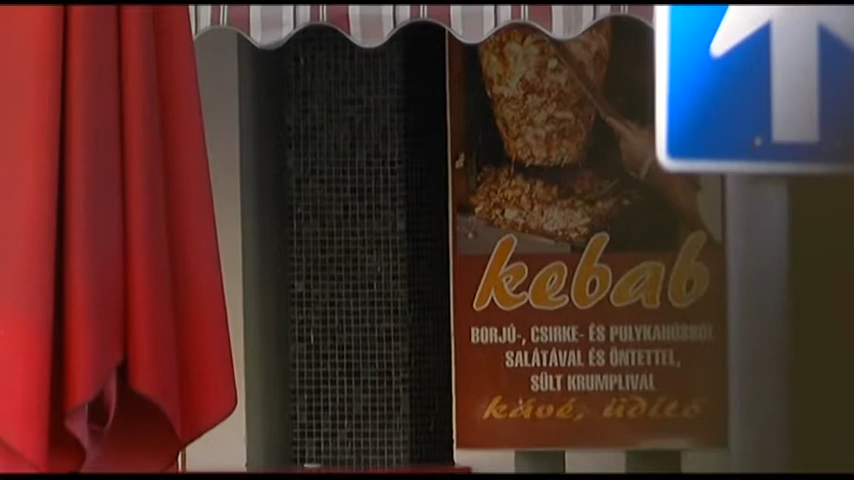 kebab
BORJÚ-, CSIRKE- ÉS PULYKAHÚSBÓL
SALÁTÁVAL ÉS ÖNTETTEL,
SÜLT KRUMPLIVAL
kávé, üdítő